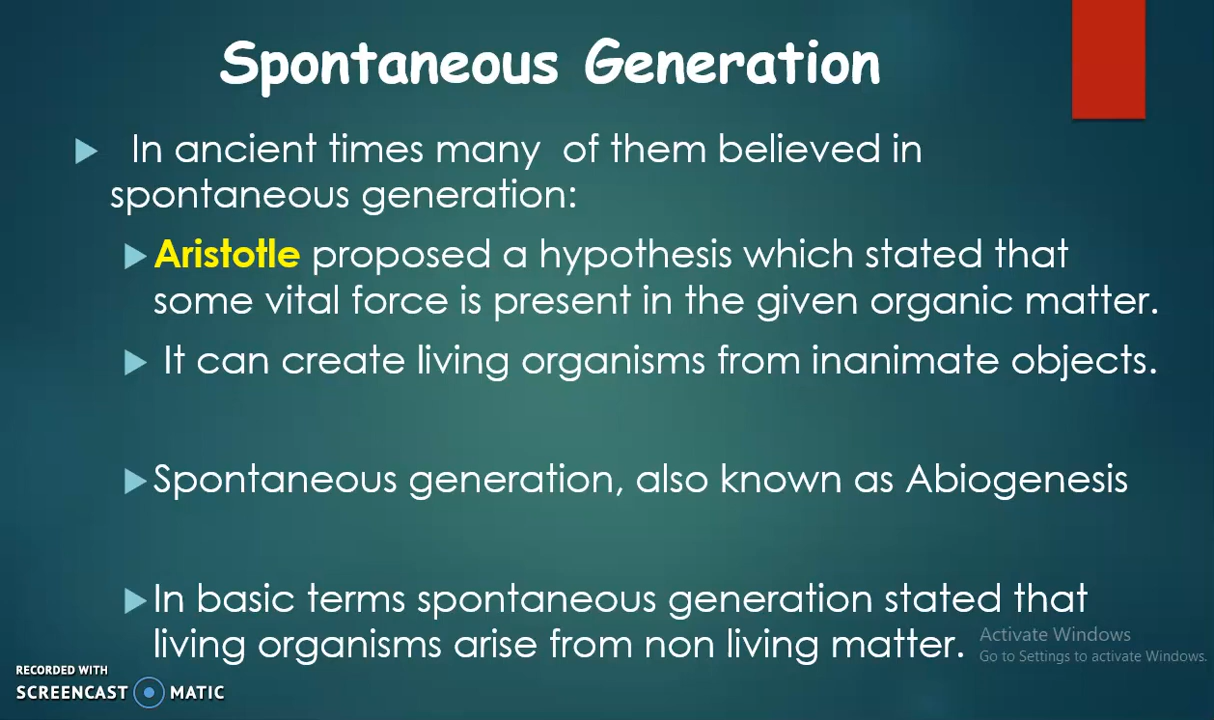 Spontaneous Generation
In ancient times many of them believed in
spontaneous generation:
Aristotle proposed a hypothesis which stated that
some vital force is present in the given organic matter.
It can create living organisms from inanimate objects.
Spontaneous generation, also known as Abiogenesis
In basic terms spontaneous generation stated that
living organisms arise from non living matter.
Activate Windows
Go to Settings to activate Windows.
RECORDED WITH
SCREENCAST MATIC